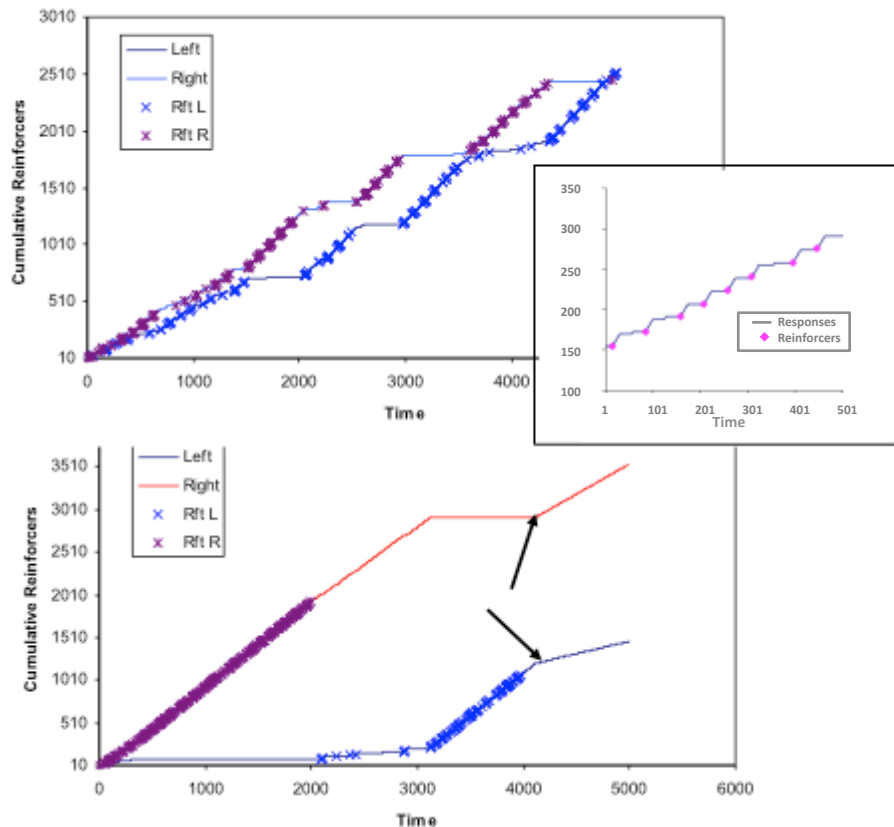 3010
2510
2010
1510
1010
510
10
Cumulative Reinforcers
Left
Right
Rft L
Rft R
0 1000 2000 3000 4000
Time
350
300
250
200
150
100
Responses
Reinforcers
1 101 201 301 401 501
Time
3510
3010
2510
2010
1510
1010
510
10
Cumulative Reinforcers
Left
Right
Rft L
Rft R
0 1000 2000 3000 4000 5000 6000
Time